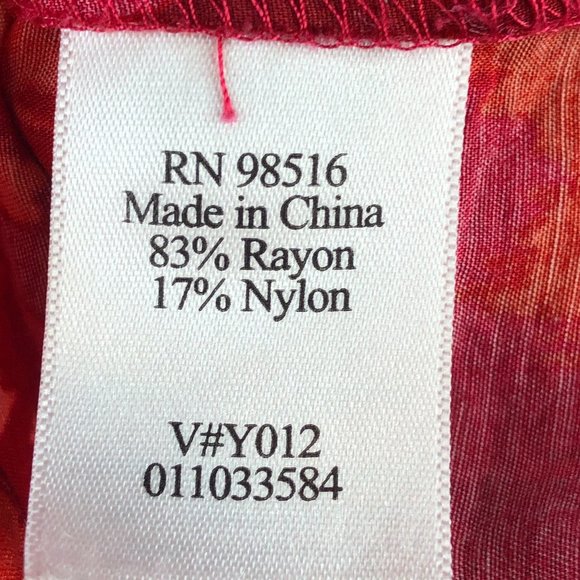 RN 98516
Made in China
83% Rayon
17% Nylon
V#Y012
011033584